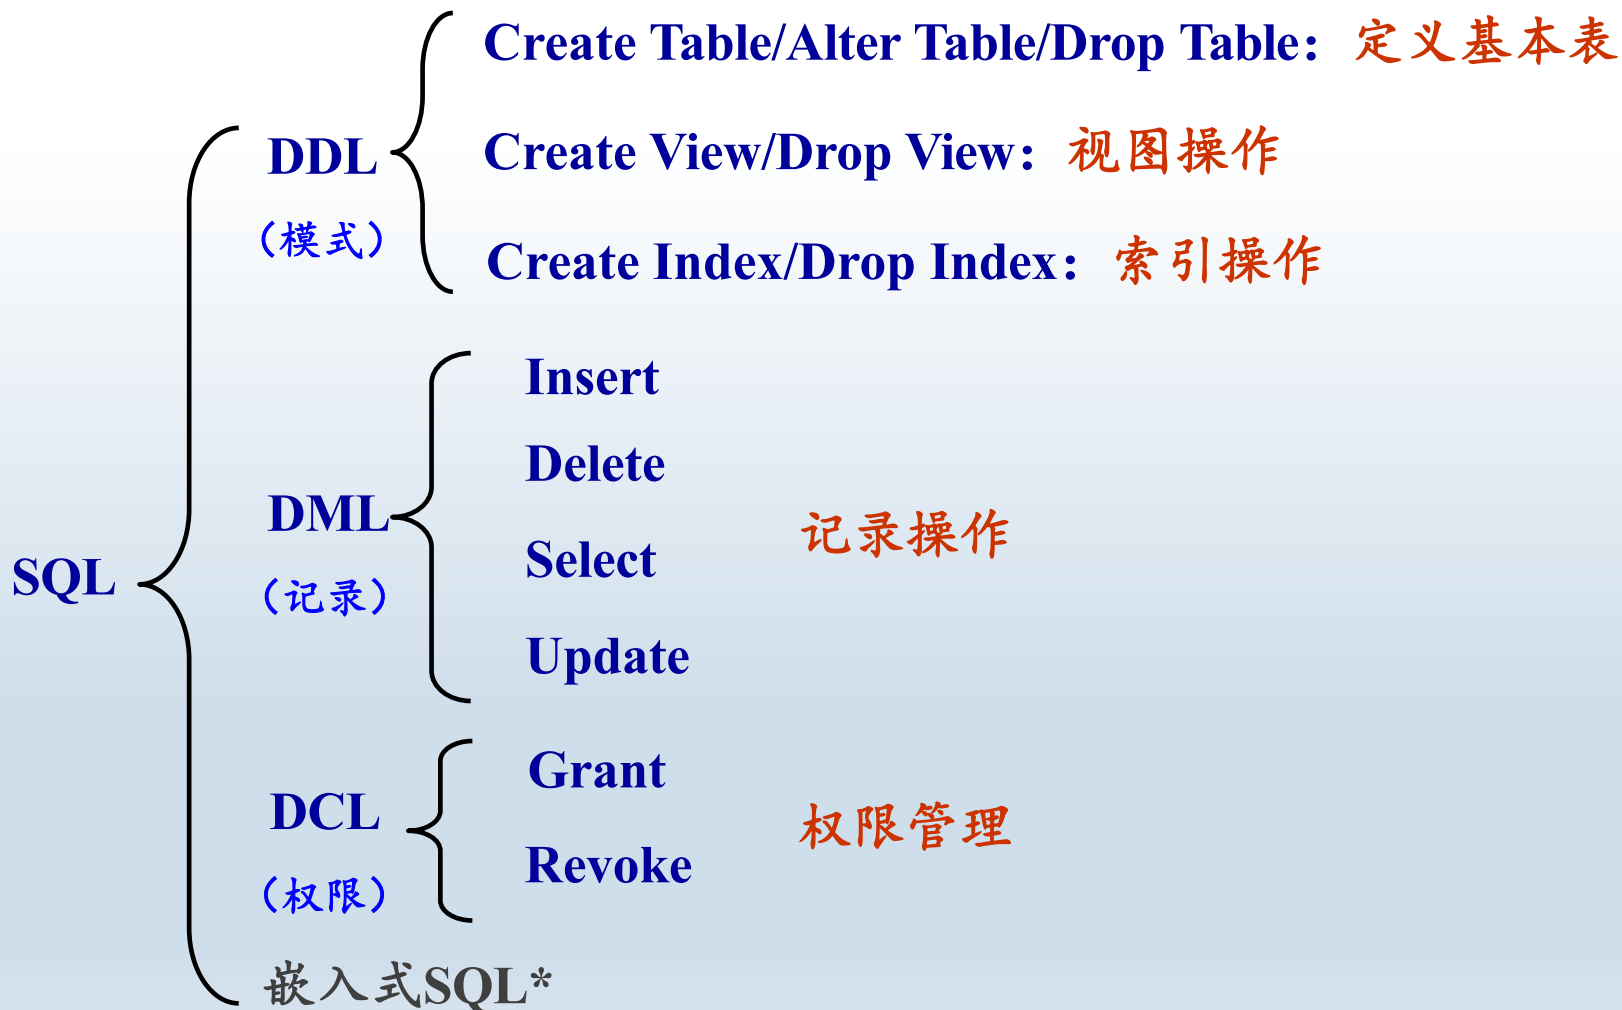 Create Table/Alter Table/Drop Table：定义基本表
DDL
Create View/Drop View：视图操作
（模式）
Create Index/Drop Index：索引操作
Insert
Delete
DML
记录操作
Select
SQL
（记录）
Update
Grant
DCL
权限管理
Revoke
（权限）
嵌入式SQL*